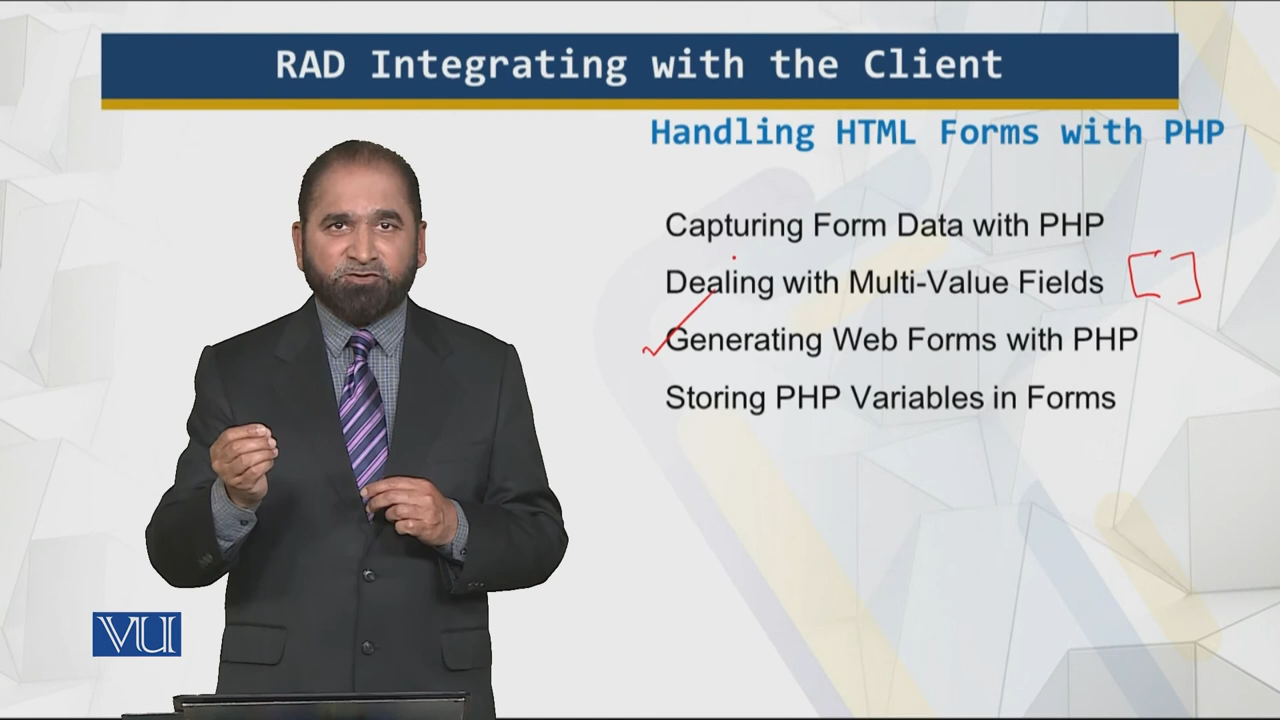 RAD Integrating with the Client
Handling HTML Forms with PHP
Capturing Form Data with PHP
Dealing with Multi-Value Fields []
Generating Web Forms with PHP
Storing PHP Variables in Forms
VU